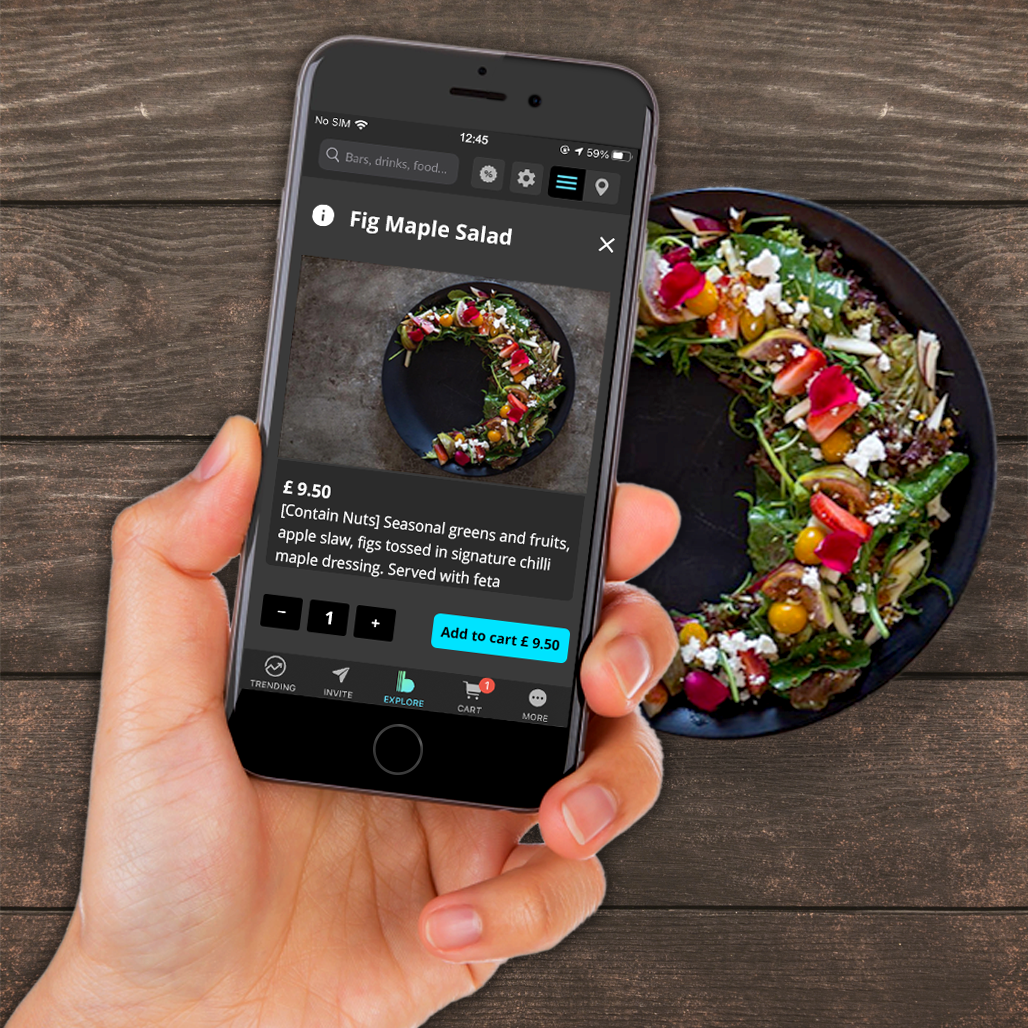 No SIM
12:45
59%
Bars, drinks, food...
%
i
Fig Maple Salad
£ 9.50
[Contain Nuts] Seasonal greens and fruits,
apple slaw, figs tossed in signature chilli
maple dressing. Served with feta
− 1 +
Add to cart £ 9.50
1
TRENDING INVITE EXPLORE CART MORE